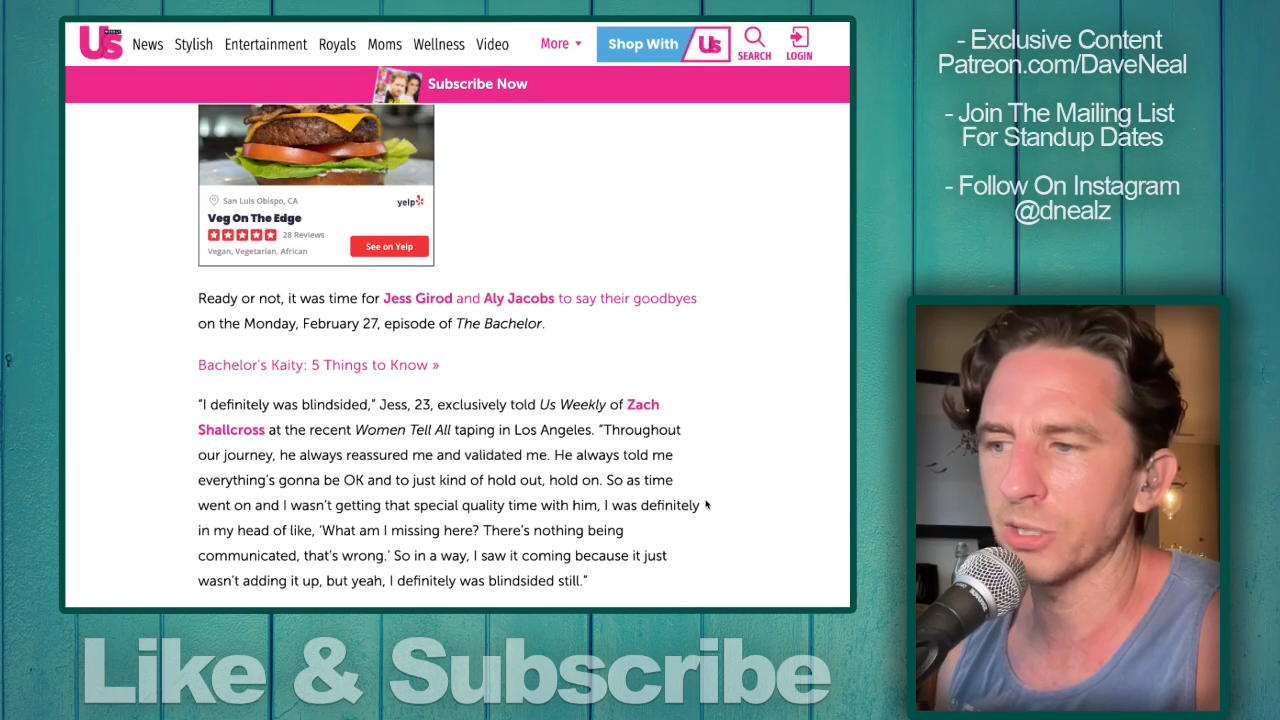 Us
WEEKLY
News Stylish Entertainment Royals Moms Wellness Video More
Shop With Us
SEARCH
LOGIN
Subscribe Now
San Luis Obispo, CA
yelp
Veg On The Edge
28 Reviews
Vegan, Vegetarian, African
See on Yelp
Ready or not, it was time for Jess Girod and Aly Jacobs to say their goodbyes
on the Monday, February 27, episode of The Bachelor.
Bachelor's Kaity: 5 Things to Know »
“I definitely was blindsided,” Jess, 23, exclusively told Us Weekly of Zach
Shallcross at the recent Women Tell All taping in Los Angeles. “Throughout
our journey, he always reassured me and validated me. He always told me
everything’s gonna be OK and to just kind of hold out, hold on. So as time
went on and I wasn’t getting that special quality time with him, I was definitely
in my head of like, ‘What am I missing here? There’s nothing being
communicated, that’s wrong.’ So in a way, I saw it coming because it just
wasn’t adding it up, but yeah, I definitely was blindsided still.”
- Exclusive Content
Patreon.com/DaveNeal
- Join The Mailing List
For Standup Dates
- Follow On Instagram
@dnealz
Like & Subscribe